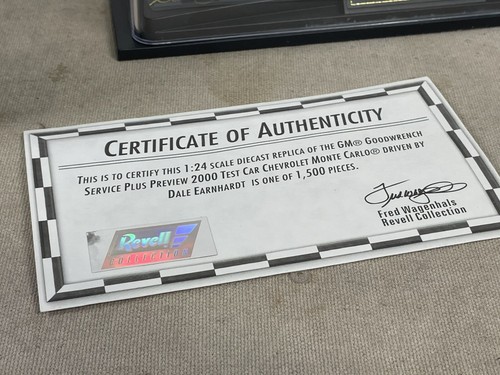 CERTIFICATE OF AUTHENTICITY
THIS IS TO CERTIFY THIS 1:24 SCALE DIECAST REPLICA OF THE GM® GOODWRENCH
SERVICE PLUS PREVIEW 2000 TEST CAR CHEVROLET MONTE CARLO® DRIVEN BY
DALE EARNHARDT IS ONE OF 1,500 PIECES.
Fred Wagenhals
Revell Collection
Revell
COLLECTION